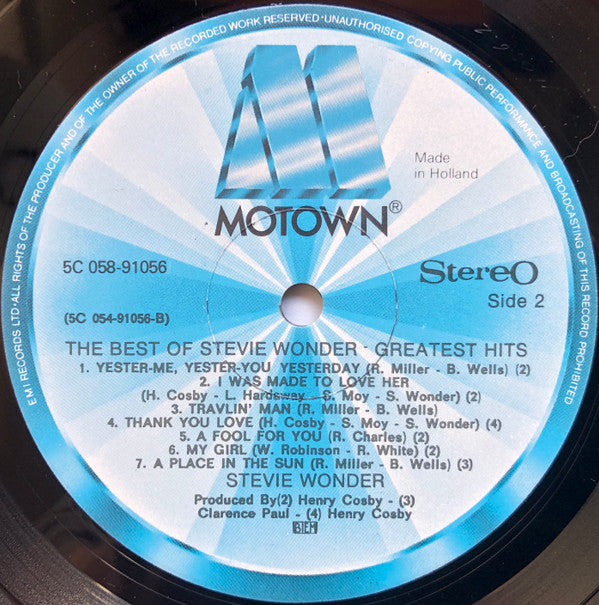 EMI RECORDS LTD·ALL RIGHTS OF THE PRODUCER AND OF THE OWNER OF THE RECORDED WORK RESERVED·UNAUTHORISED COPYING PUBLIC PERFORMANCE AND BROADCASTING OF THIS RECORD PROHIBITED
Made
in Holland
MOTOWN®
5C 058-91056
Stereo
Side 2
(5C 054-91056-B)
THE BEST OF STEVIE WONDER - GREATEST HITS
1. YESTER-ME, YESTER-YOU YESTERDAY (R. Miller - B. Wells) (2)
2. I WAS MADE TO LOVE HER
(H. Cosby - L. Hardaway - S. Moy - S. Wonder) (2)
3. TRAVLIN' MAN (R. Miller - B. Wells)
4. THANK YOU LOVE (H. Cosby - S. Moy - S. Wonder) (4)
5. A FOOL FOR YOU (R. Charles) (2)
6. MY GIRL (W. Robinson - R. White) (2)
7. A PLACE IN THE SUN (R. Miller - B. Wells) (3)
STEVIE WONDER
Produced By(2) Henry Cosby - (3)
Clarence Paul - (4) Henry Cosby
BIEM